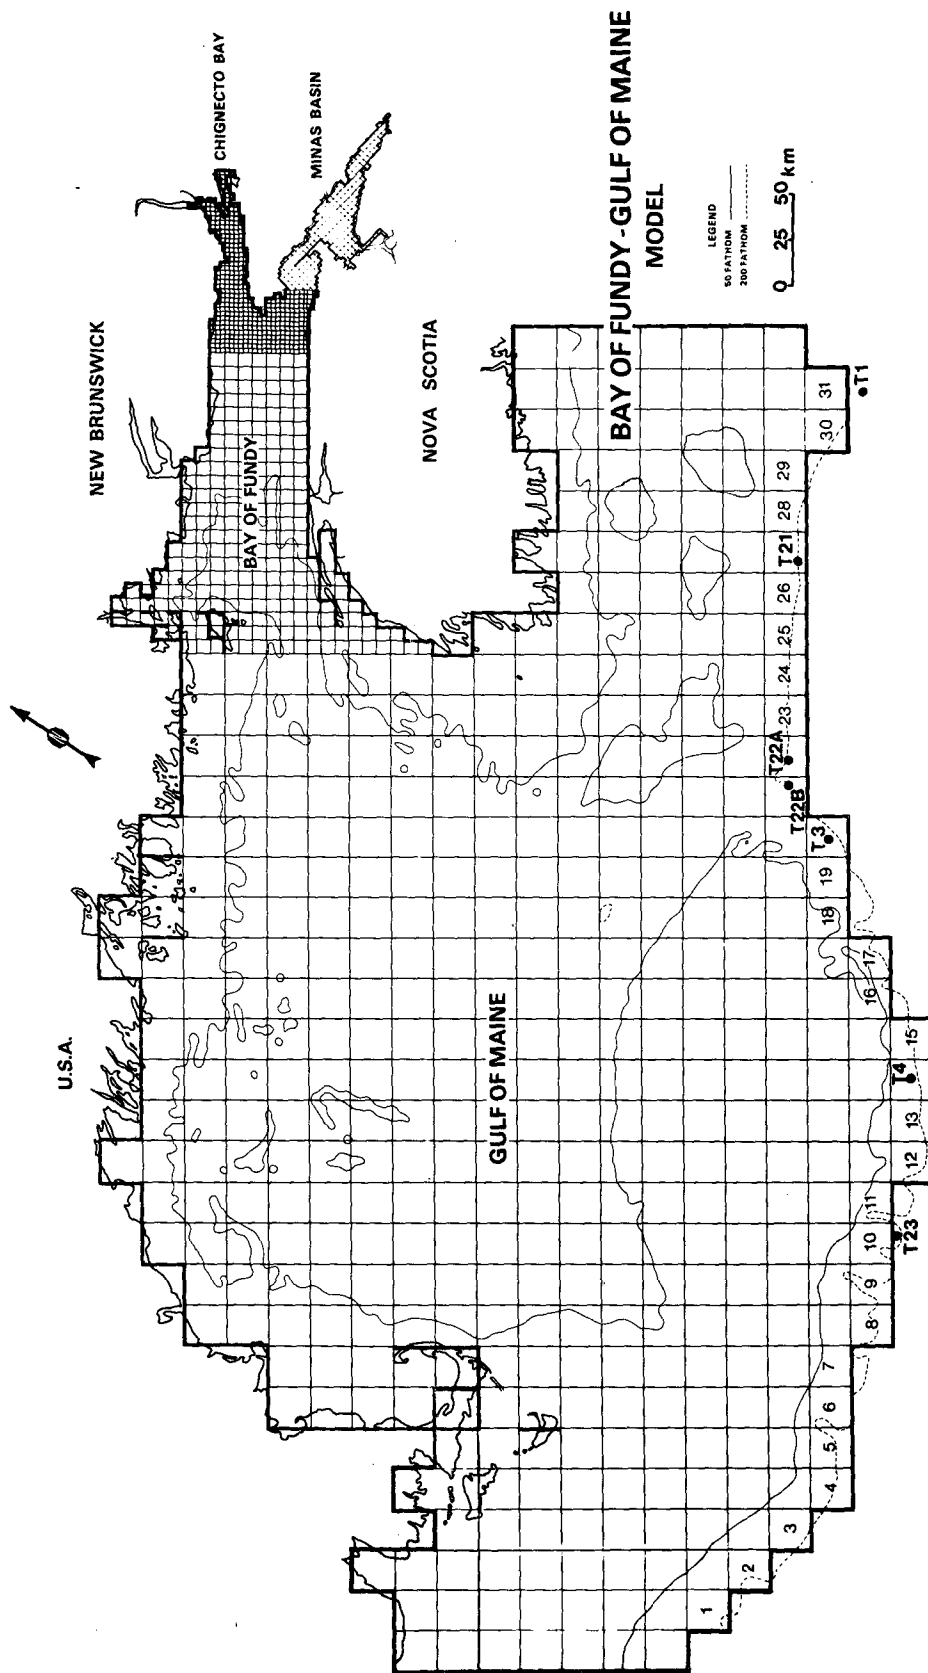 CHIGNECTO BAY
MINAS BASIN
NEW BRUNSWICK
BAY OF FUNDY
NOVA SCOTIA
U.S.A.
GULF OF MAINE
BAY OF FUNDY-GULF OF MAINE
MODEL
LEGEND
50 FATHOM
200 FATHOM
0 25 50 km
1
2
3
4
5
6
7
8
9
10
T23
11
12
13
T4
15
16
17
18
19
T3
T22B
T22A
23
24
25
26
T21
28
29
30
31
T1